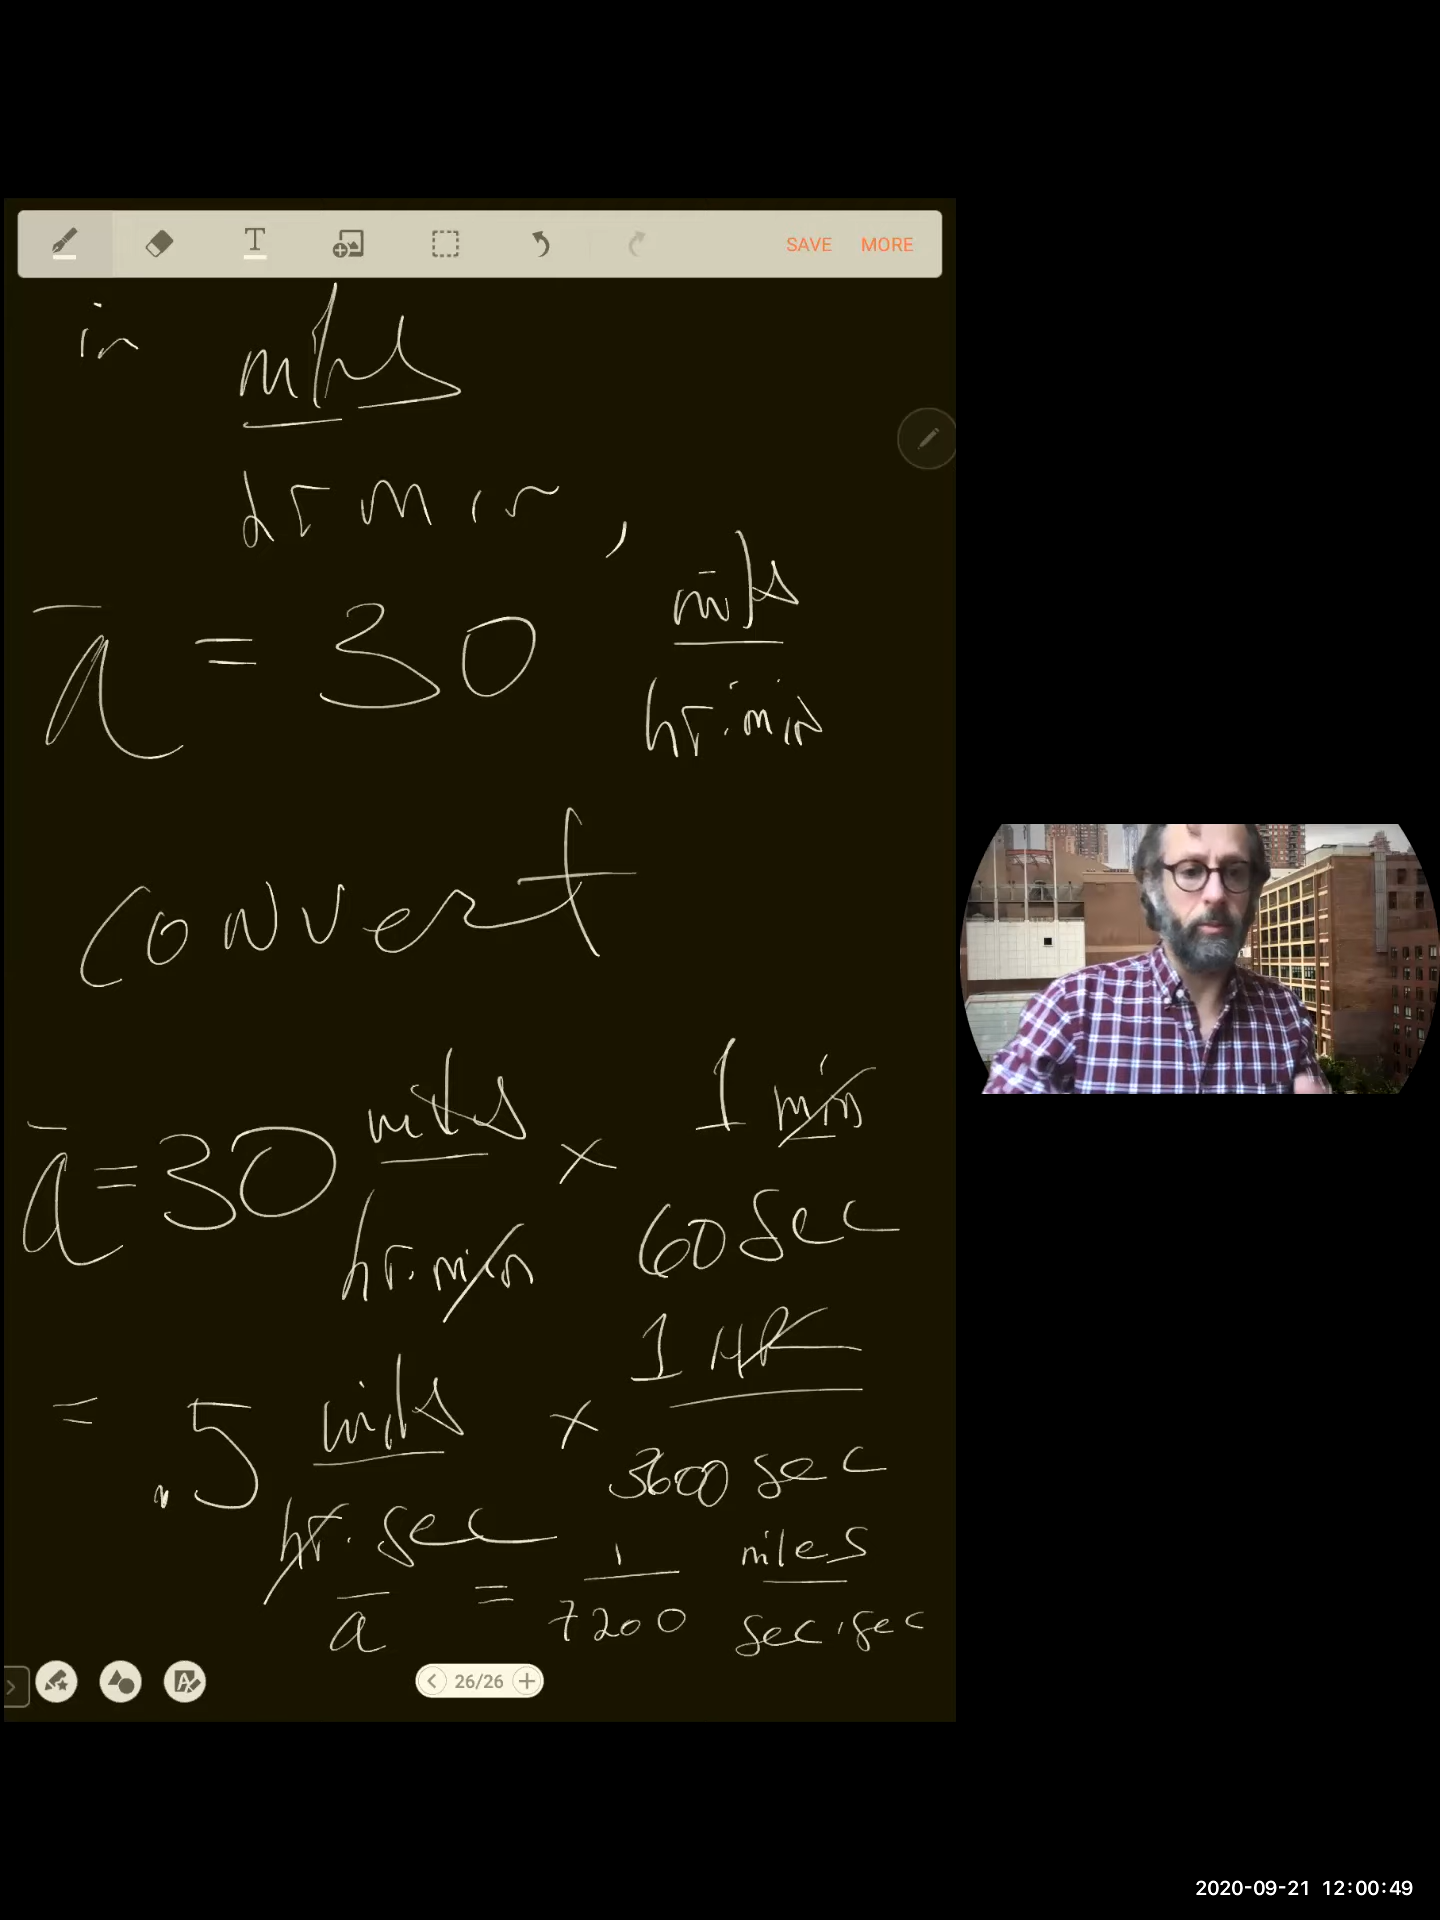 SAVE MORE
in miles
hr min,
ā = 30 miles
hr·min
convert
ā = 30 miles × 1 min
hr·min 60 sec
= .5 miles × 1 HR
hr·sec 3600 sec
ā = 1 miles
7200 sec·sec
26/26
2020-09-21 12:00:49